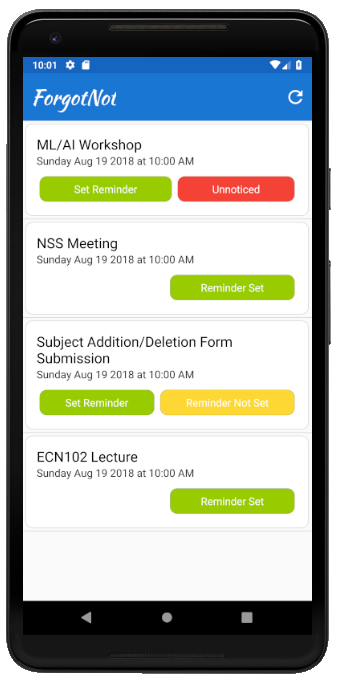 10:01
ForgotNot
ML/AI Workshop
Sunday Aug 19 2018 at 10:00 AM
Set Reminder Unnoticed
NSS Meeting
Sunday Aug 19 2018 at 10:00 AM
Reminder Set
Subject Addition/Deletion Form
Submission
Sunday Aug 19 2018 at 10:00 AM
Set Reminder Reminder Not Set
ECN102 Lecture
Sunday Aug 19 2018 at 10:00 AM
Reminder Set